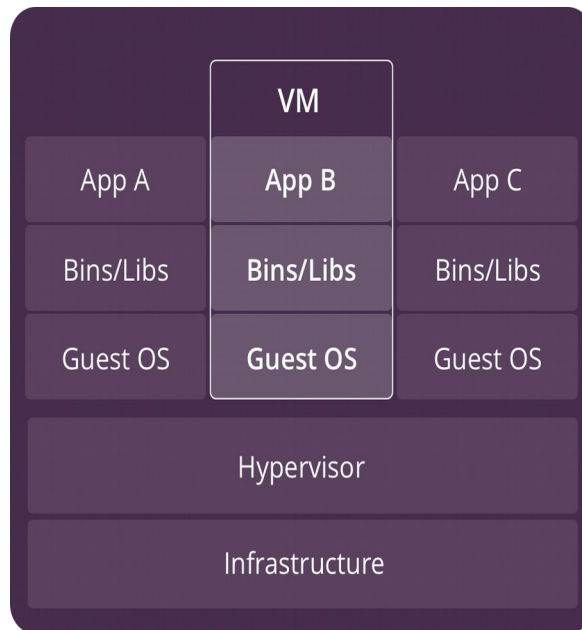 VM
App A App B App C
Bins/Libs Bins/Libs Bins/Libs
Guest OS Guest OS Guest OS
Hypervisor
Infrastructure